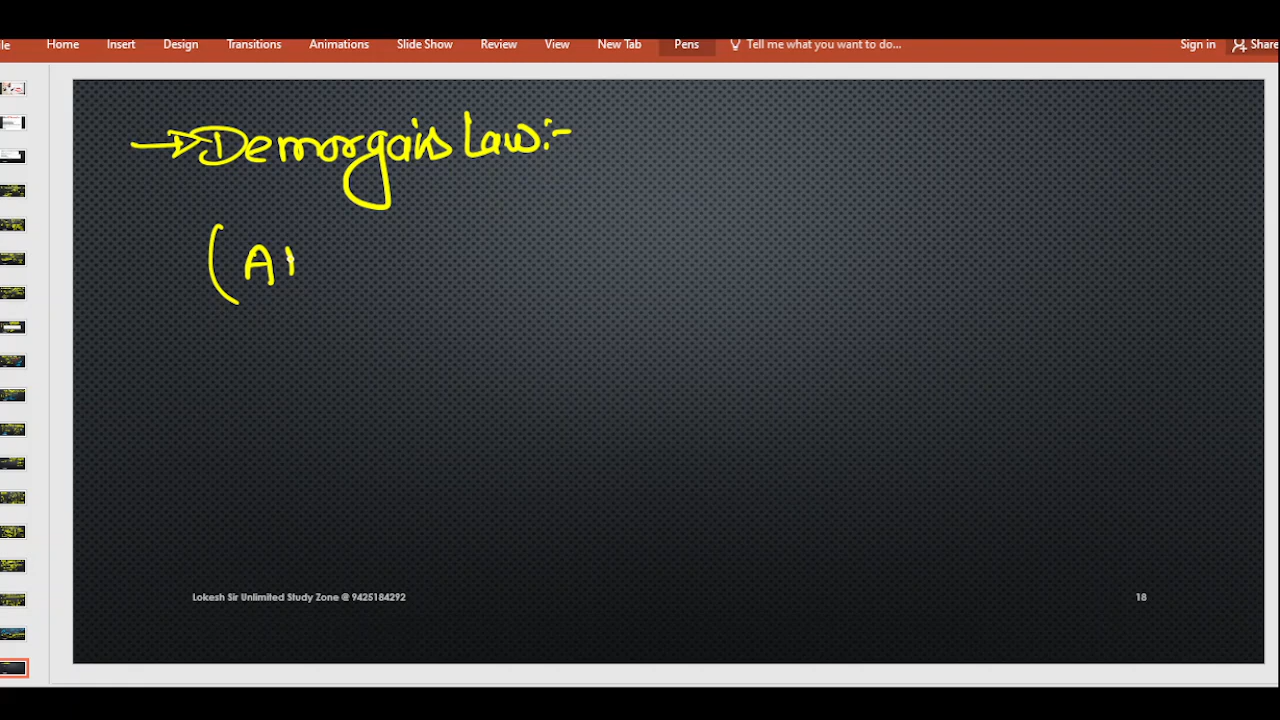 le Home Insert Design Transitions Animations Slide Show Review View New Tab Pens Tell me what you want to do... Sign in Share
→ Demorgan's Law:-
(A
Lokesh Sir Unlimited Study Zone @ 9425184292 18